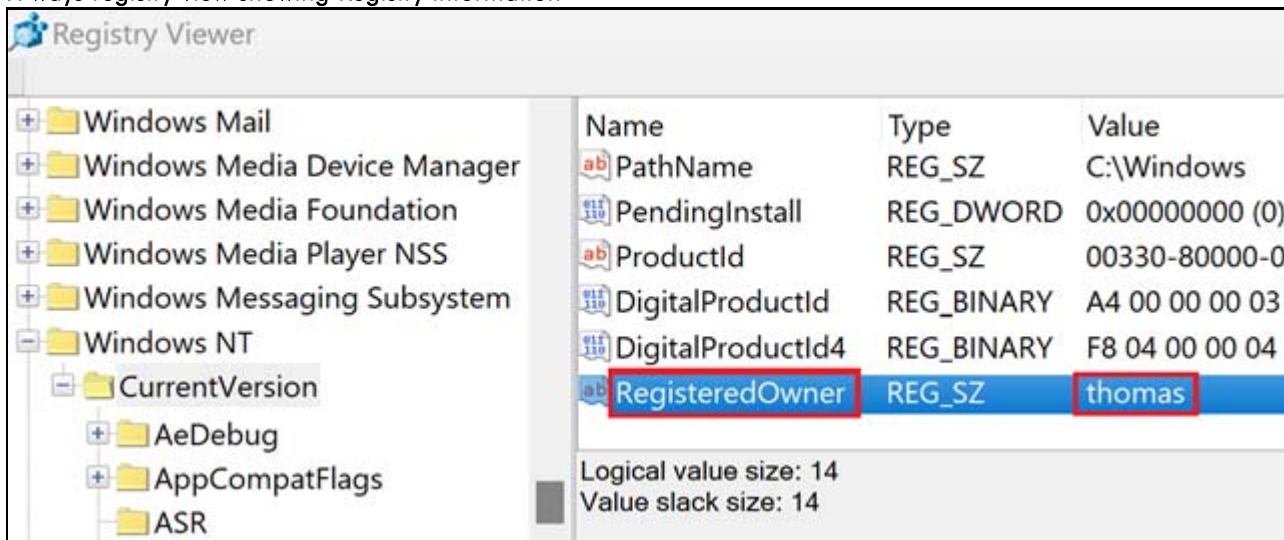 Registry Viewer
Windows Mail
Windows Media Device Manager
Windows Media Foundation
Windows Media Player NSS
Windows Messaging Subsystem
Windows NT
CurrentVersion
AeDebug
AppCompatFlags
ASR
Name Type Value
PathName REG_SZ C:\Windows
PendingInstall REG_DWORD 0x00000000 (0)
ProductId REG_SZ 00330-80000-0
DigitalProductId REG_BINARY A4 00 00 00 03
DigitalProductId4 REG_BINARY F8 04 00 00 04
RegisteredOwner REG_SZ thomas
Logical value size: 14
Value slack size: 14